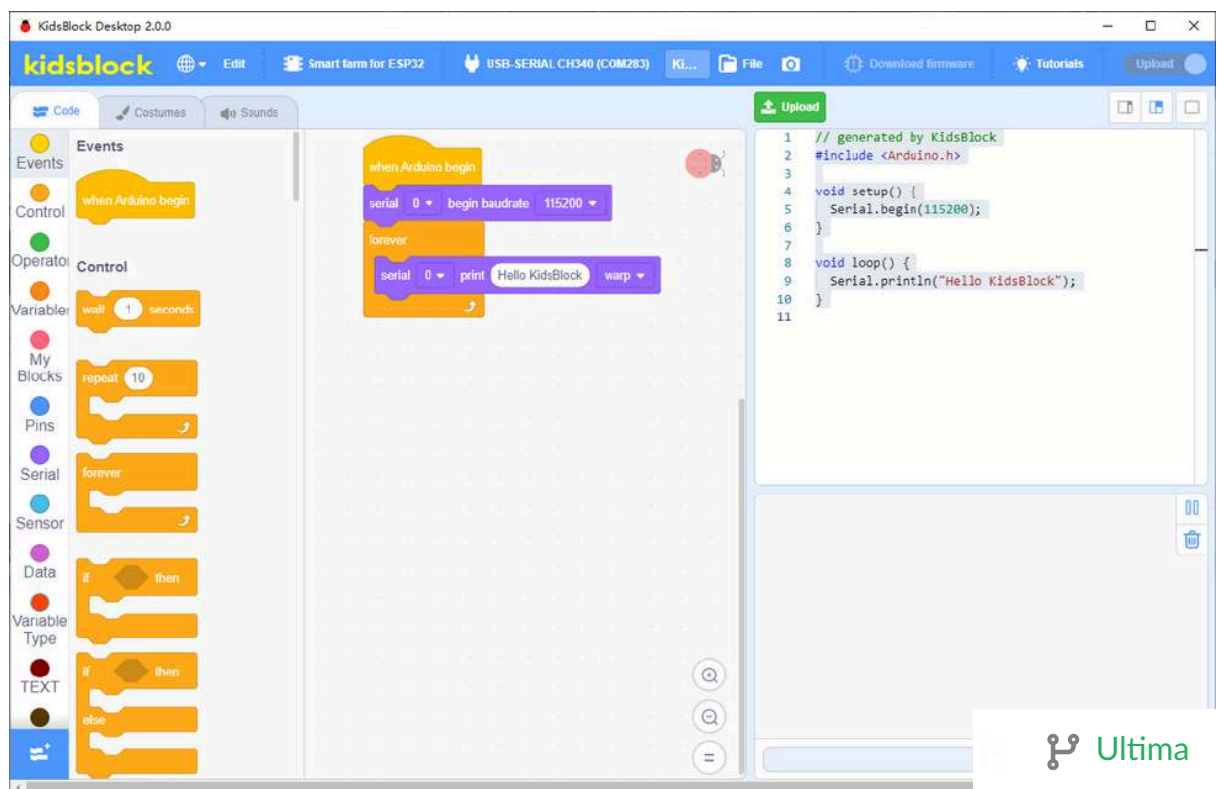 KidsBlock Desktop 2.0.0
kidsblock Edit Smart farm for ESP32 USB-SERIAL CH340 (COM283) Ki... File Download firmware Tutorials Upload
Code Costumes Sounds
Upload
Events
Control
Operator
Variables
My
Blocks
Pins
Serial
Sensor
Data
Variable
Type
TEXT
Events
when Arduino begin
Control
wait 1 seconds
repeat 10
forever
if then
if then
else
when Arduino begin
serial 0 begin baudrate 115200
forever
serial 0 print Hello KidsBlock warp
1 // generated by KidsBlock
2 #include <Arduino.h>
3
4 void setup() {
5 Serial.begin(115200);
6 }
7
8 void loop() {
9 Serial.println("Hello KidsBlock");
10 }
11
Ultima